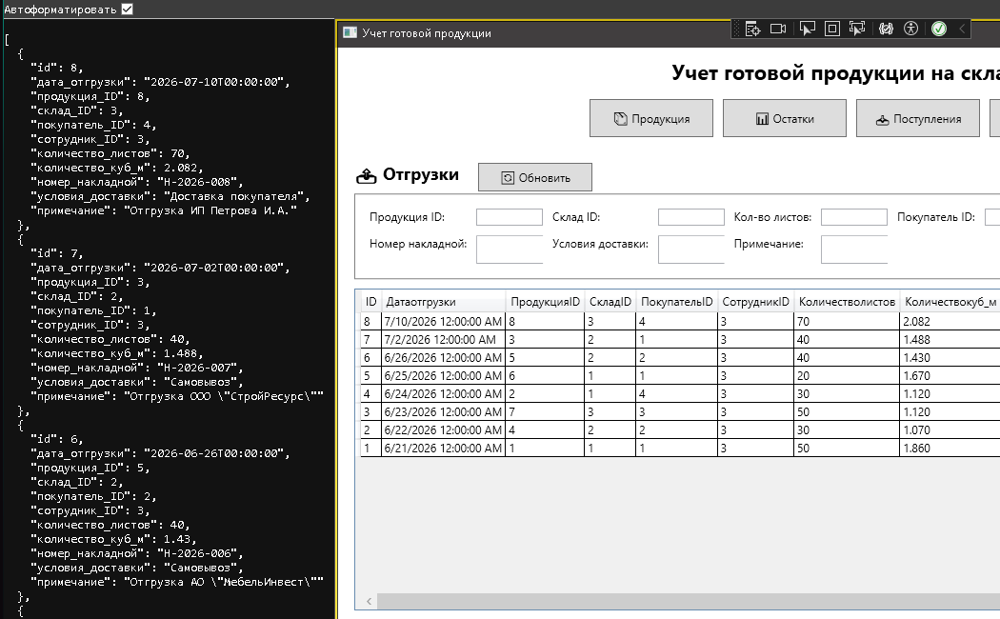 Автоформатировать
[
{
"id": 8,
"дата_отгрузки": "2026-07-10T00:00:00",
"продукция_ID": 8,
"склад_ID": 3,
"покупатель_ID": 4,
"сотрудник_ID": 3,
"количество_листов": 70,
"количество_куб_м": 2.082,
"номер_накладной": "Н-2026-008",
"условия_доставки": "Доставка покупателя",
"примечание": "Отгрузка ИП Петрова И.А."
},
{
"id": 7,
"дата_отгрузки": "2026-07-02T00:00:00",
"продукция_ID": 3,
"склад_ID": 2,
"покупатель_ID": 1,
"сотрудник_ID": 3,
"количество_листов": 40,
"количество_куб_м": 1.488,
"номер_накладной": "Н-2026-007",
"условия_доставки": "Самовывоз",
"примечание": "Отгрузка ООО \"СтройРесурс\""
},
{
"id": 6,
"дата_отгрузки": "2026-06-26T00:00:00",
"продукция_ID": 5,
"склад_ID": 2,
"покупатель_ID": 2,
"сотрудник_ID": 3,
"количество_листов": 40,
"количество_куб_м": 1.43,
"номер_накладной": "Н-2026-006",
"условия_доставки": "Самовывоз",
"примечание": "Отгрузка АО \"МебельИнвест\""
},
{
Учет готовой продукции
Учет готовой продукции на скла
Продукция Остатки Поступления
Отгрузки Обновить
Продукция ID: Склад ID: Кол-во листов: Покупатель ID:
Номер накладной: Условия доставки: Примечание:
ID Датаотгрузки ПродукцияID СкладID ПокупательID СотрудникID Количестволистов Количествокуб_м
8 7/10/2026 12:00:00 AM 8 3 4 3 70 2.082
7 7/2/2026 12:00:00 AM 3 2 1 3 40 1.488
6 6/26/2026 12:00:00 AM 5 2 2 3 40 1.430
5 6/25/2026 12:00:00 AM 6 1 1 3 20 1.670
4 6/24/2026 12:00:00 AM 2 1 4 3 30 1.120
3 6/23/2026 12:00:00 AM 7 3 3 3 50 1.120
2 6/22/2026 12:00:00 AM 4 2 2 3 30 1.070
1 6/21/2026 12:00:00 AM 1 1 1 3 50 1.860